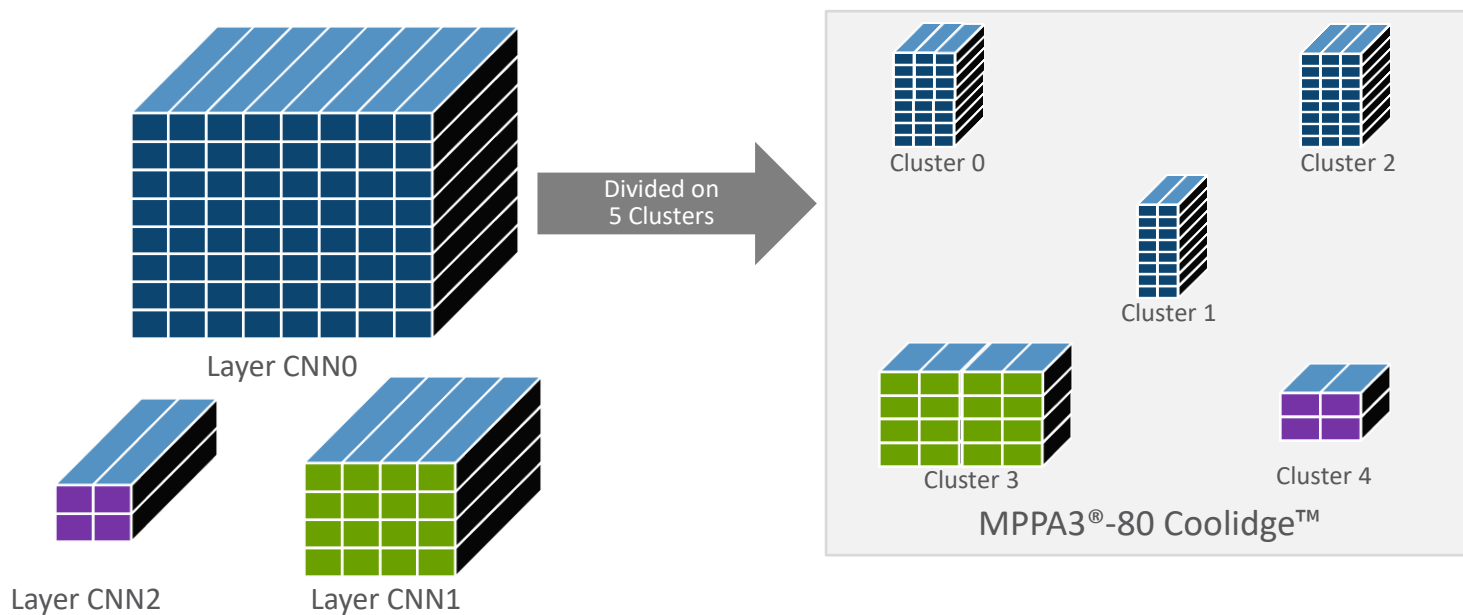 Layer CNN0
Layer CNN2
Layer CNN1
Divided on
5 Clusters
Cluster 0
Cluster 2
Cluster 1
Cluster 3
Cluster 4
MPPA3®-80 Coolidge™